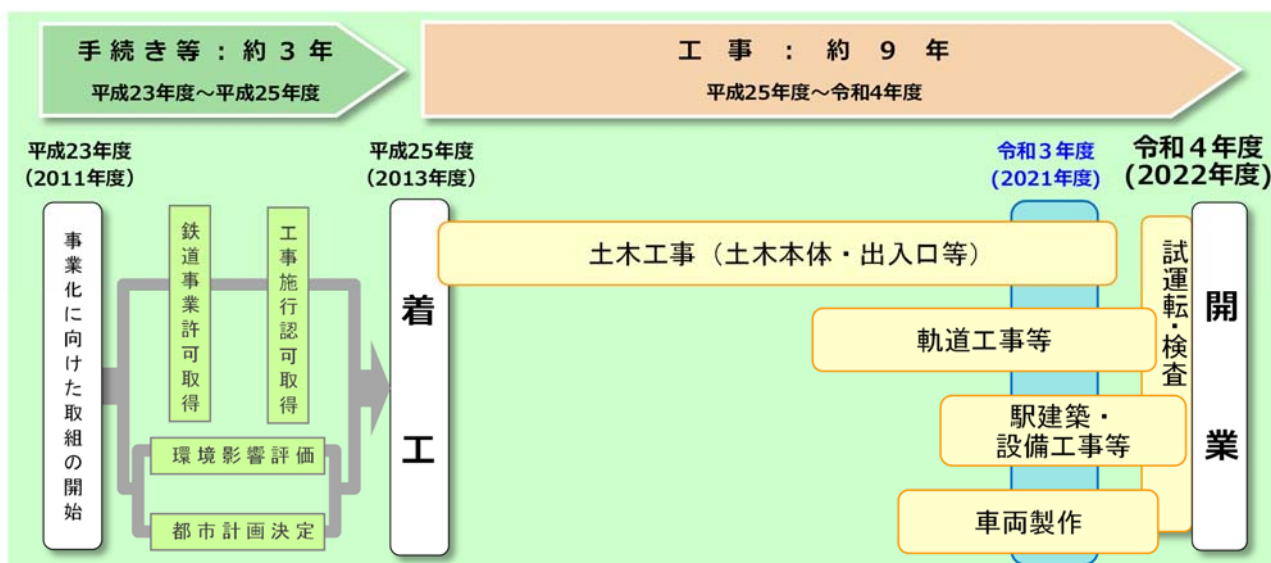 手続き等：約３年
平成23年度～平成25年度
工事：約９年
平成25年度～令和4年度
平成23年度
（2011年度）
平成25年度
（2013年度）
令和３年度
(2021年度)
令和４年度
(2022年度)
事業化に向けた取組の開始
鉄道事業許可取得
工事施行認可取得
環境影響評価
都市計画決定
着工
土木工事（土木本体・出入口等）
軌道工事等
駅建築・
設備工事等
車両製作
試運転・検査
開業